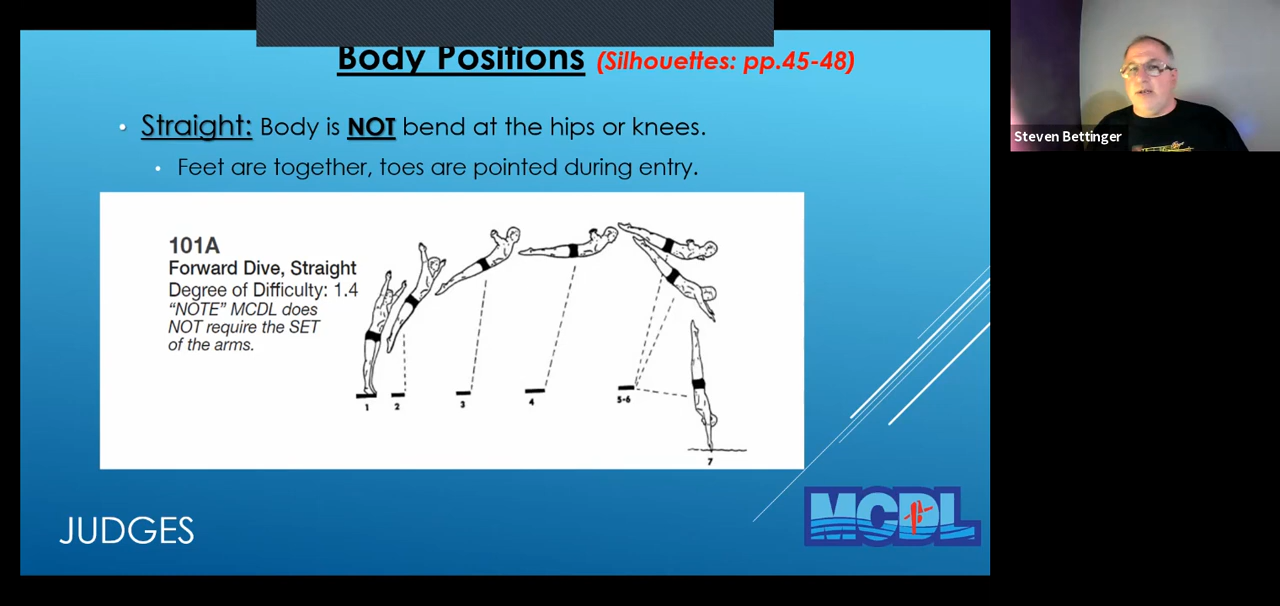 Body Positions (Silhouettes: pp.45-48)
• Straight: Body is NOT bend at the hips or knees.
• Feet are together, toes are pointed during entry.
101A
Forward Dive, Straight
Degree of Difficulty: 1.4
"NOTE" MCDL does
NOT require the SET
of the arms.
1 2 3 4 5-6
7
JUDGES
MCDL
Steven Bettinger